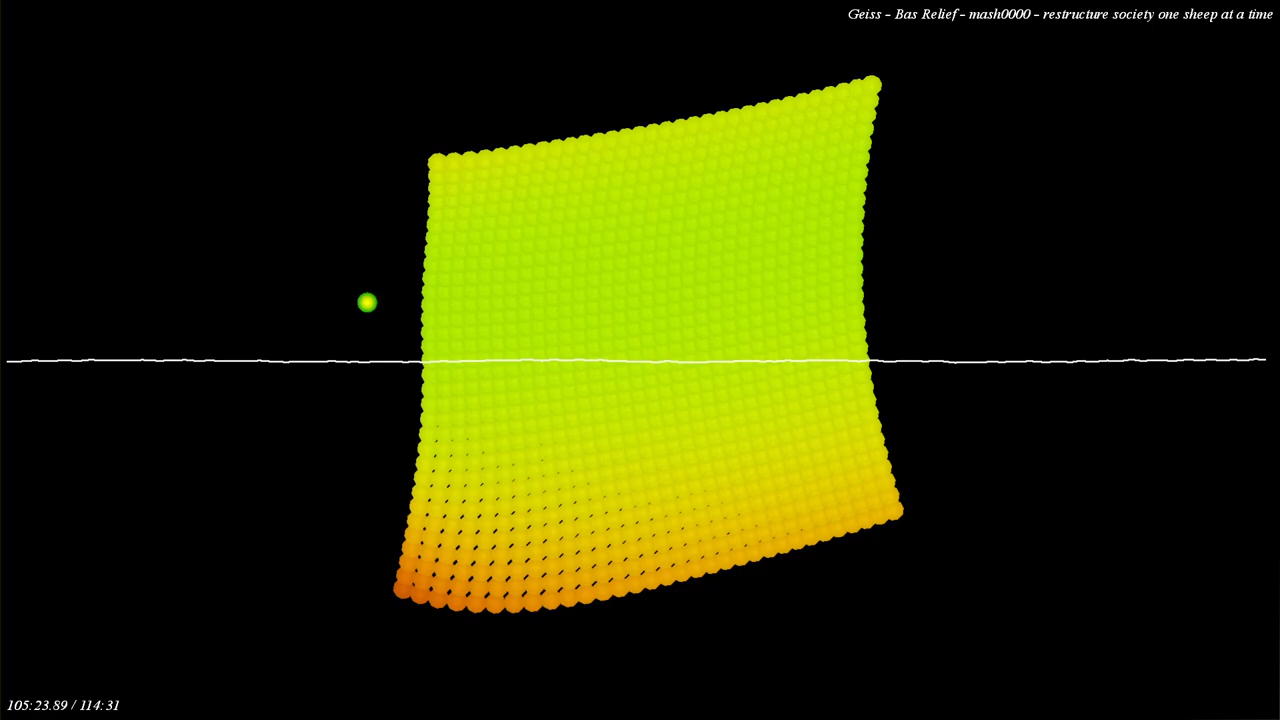 Geiss - Bas Relief - mash0000 - restructure society one sheep at a time
105:23.89 / 114:31